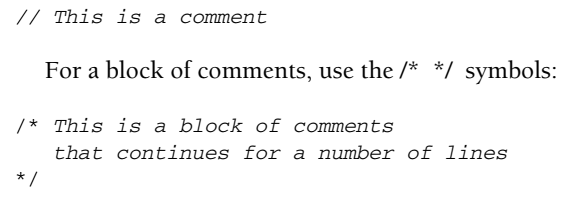 // This is a comment
For a block of comments, use the /* */ symbols:
/* This is a block of comments
that continues for a number of lines
*/